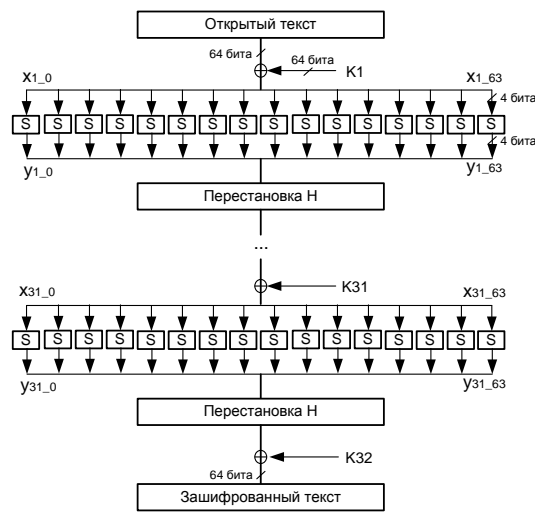 Открытый текст
64 бита 64 бита
K1
x1_0 x1_63
4 бита
S S S S S S S S S S S S S S S S
4 бита
y1_0 y1_63
Перестановка H
...
K31
x31_0 x31_63
S S S S S S S S S S S S S S S S
y31_0 y31_63
Перестановка H
K32
64 бита
Зашифрованный текст